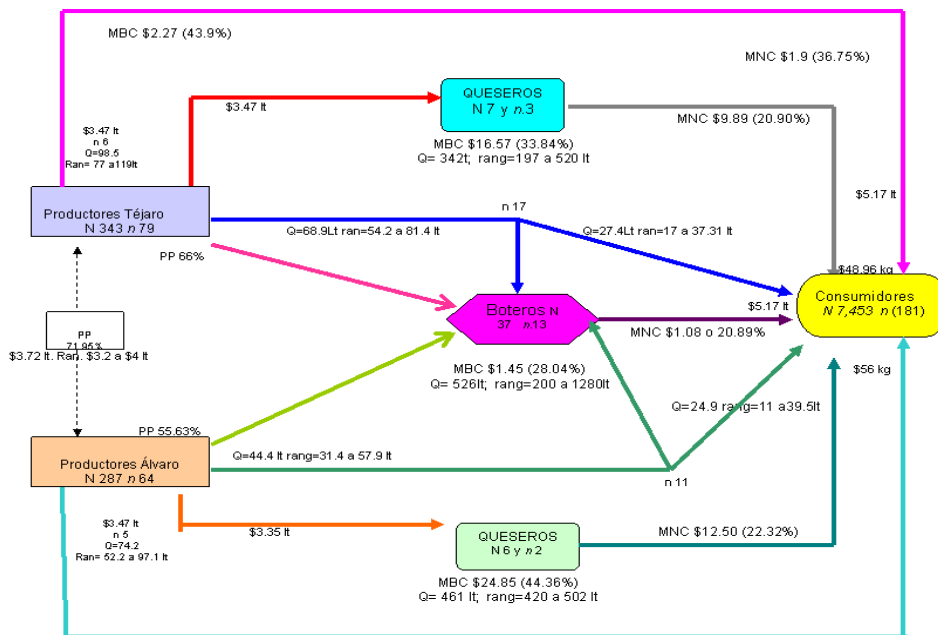 MBC $2.27 (43.9%)
MNC $1.9 (36.75%)
QUESEROS
N 7 y n.3
$3.47 lt
MNC $9.89 (20.90%)
MBC $16.57 (33.84%)
Q= 342t; rang=197 a 520 lt
$3.47 lt
n 6
Q=98.5
Ran= 77 a119lt
$5.17 lt
Productores Téjaro
N 343 n 79
n 17
Q=68.9Lt ran=54.2 a 81.4 lt
Q=27.4Lt ran=17 a 37.31 lt
PP 66%
$48.96 kg
Consumidores
N 7,453 n (181)
Boteros N
37 n.13
$5.17 lt
MNC $1.08 o 20.89%
PP
71.95%
$3.72 lt. Ran. $3.2 a $4 lt
MBC $1.45 (28.04%)
Q= 526lt; rang=200 a 1280lt
$56 kg
Q=24.9 rang=11 a39.5lt
PP 55.63%
Q=44.4 lt rang=31.4 a 57.9 lt
Productores Álvaro
N 287 n 64
n 11
$3.47 lt
n 5
Q=74.2
Ran= 52.2 a 97.1 lt
$3.35 lt
QUESEROS
N 6 y n2
MNC $12.50 (22.32%)
MBC $24.85 (44.36%)
Q= 461 lt; rang=420 a 502 lt